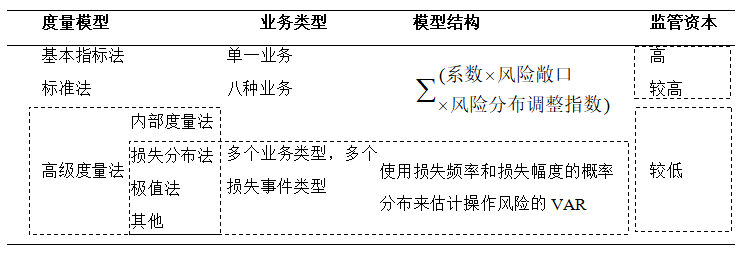 度量模型 业务类型 模型结构 监管资本
基本指标法 单一业务 高
标准法 八种业务 较高
∑(系数×风险敞口
×风险分布调整指数)
内部度量法
高级度量法 损失分布法 多个业务类型，多个
极值法 损失事件类型
其他
使用损失频率和损失幅度的概率
分布来估计操作风险的 VAR
较低